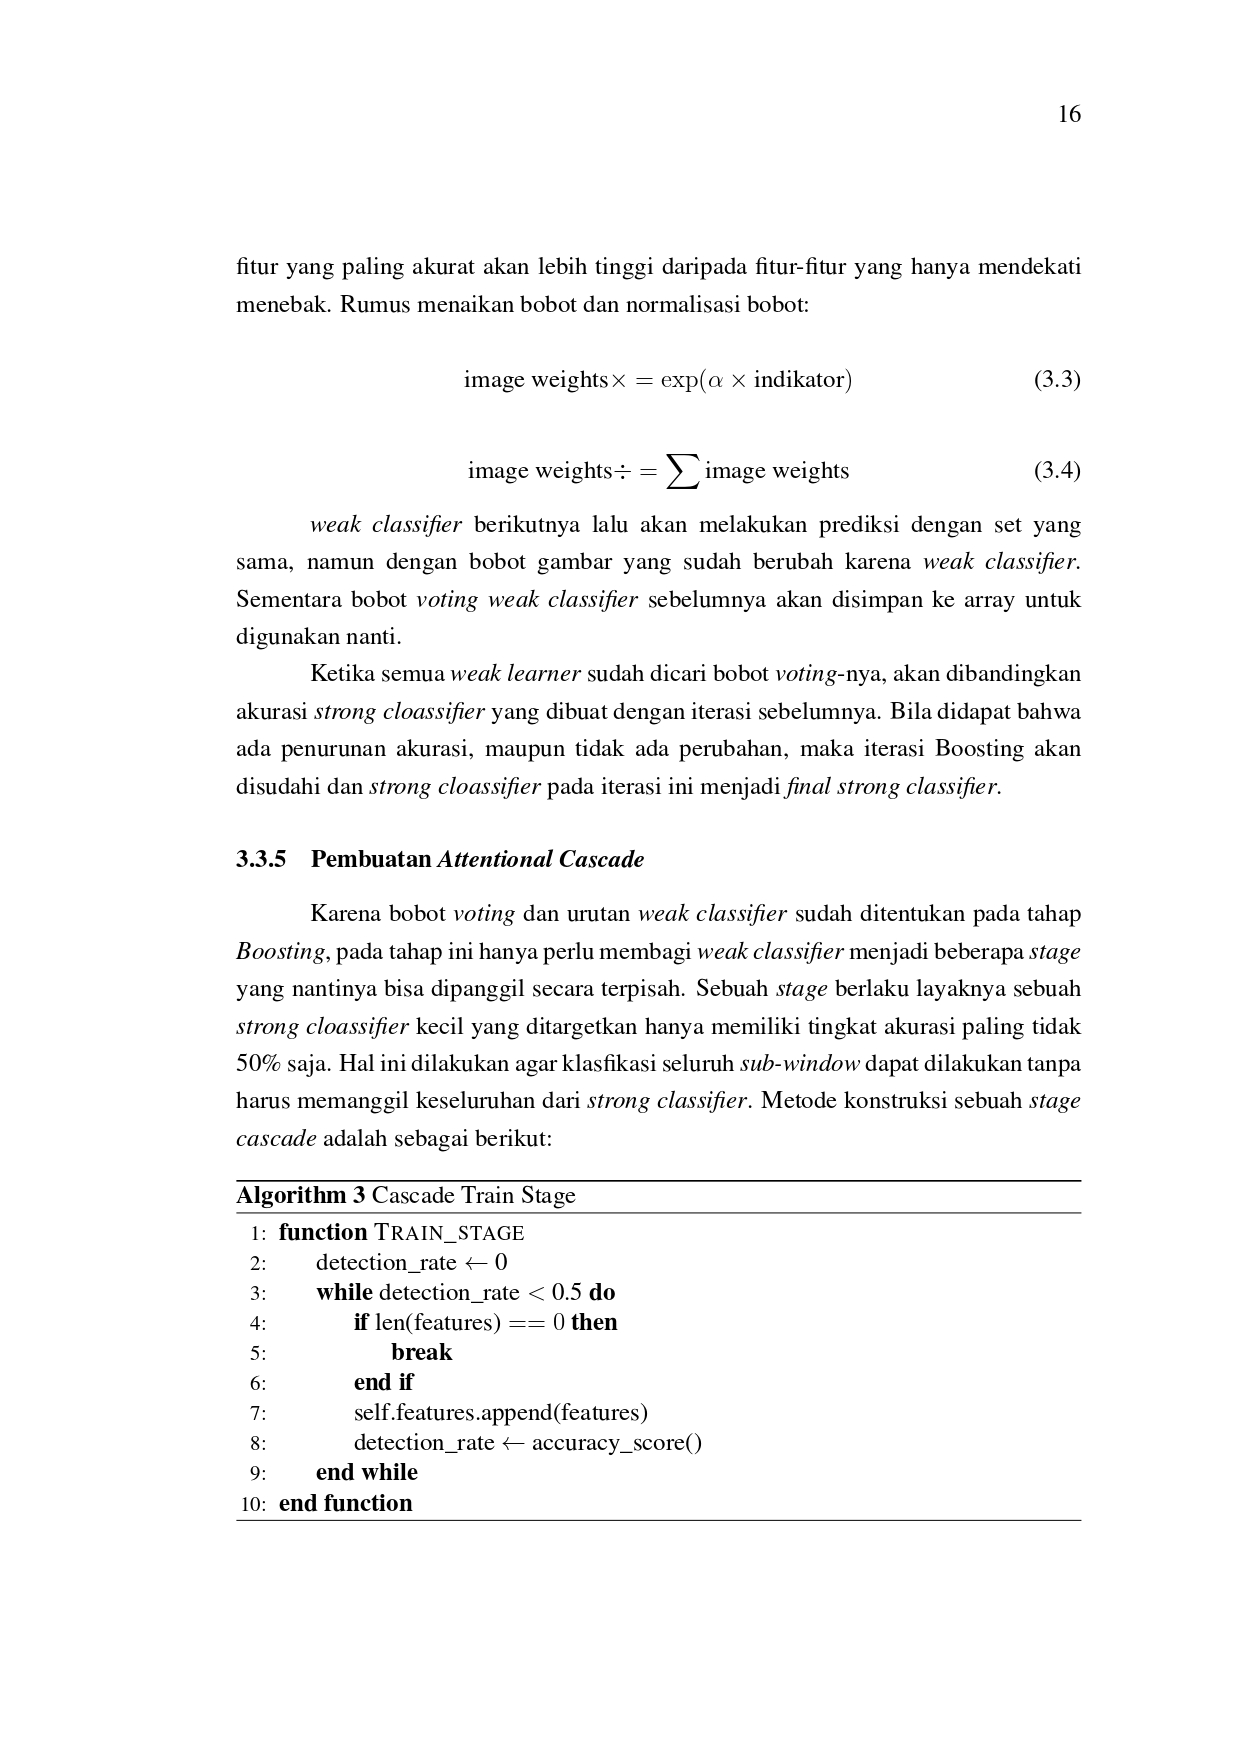 16
fitur yang paling akurat akan lebih tinggi daripada fitur-fitur yang hanya mendekati
menebak. Rumus menaikan bobot dan normalisasi bobot:
image weights× = exp(α × indikator) (3.3)
image weights÷ = ∑ image weights (3.4)
weak classifier berikutnya lalu akan melakukan prediksi dengan set yang
sama, namun dengan bobot gambar yang sudah berubah karena weak classifier.
Sementara bobot voting weak classifier sebelumnya akan disimpan ke array untuk
digunakan nanti.
Ketika semua weak learner sudah dicari bobot voting-nya, akan dibandingkan
akurasi strong cloassifier yang dibuat dengan iterasi sebelumnya. Bila didapat bahwa
ada penurunan akurasi, maupun tidak ada perubahan, maka iterasi Boosting akan
disudahi dan strong cloassifier pada iterasi ini menjadi final strong classifier.
3.3.5 Pembuatan Attentional Cascade
Karena bobot voting dan urutan weak classifier sudah ditentukan pada tahap
Boosting, pada tahap ini hanya perlu membagi weak classifier menjadi beberapa stage
yang nantinya bisa dipanggil secara terpisah. Sebuah stage berlaku layaknya sebuah
strong cloassifier kecil yang ditargetkan hanya memiliki tingkat akurasi paling tidak
50% saja. Hal ini dilakukan agar klasfikasi seluruh sub-window dapat dilakukan tanpa
harus memanggil keseluruhan dari strong classifier. Metode konstruksi sebuah stage
cascade adalah sebagai berikut:
Algorithm 3 Cascade Train Stage
1: function TRAIN_STAGE
2: detection_rate ← 0
3: while detection_rate < 0.5 do
4: if len(features) == 0 then
5: break
6: end if
7: self.features.append(features)
8: detection_rate ← accuracy_score()
9: end while
10: end function